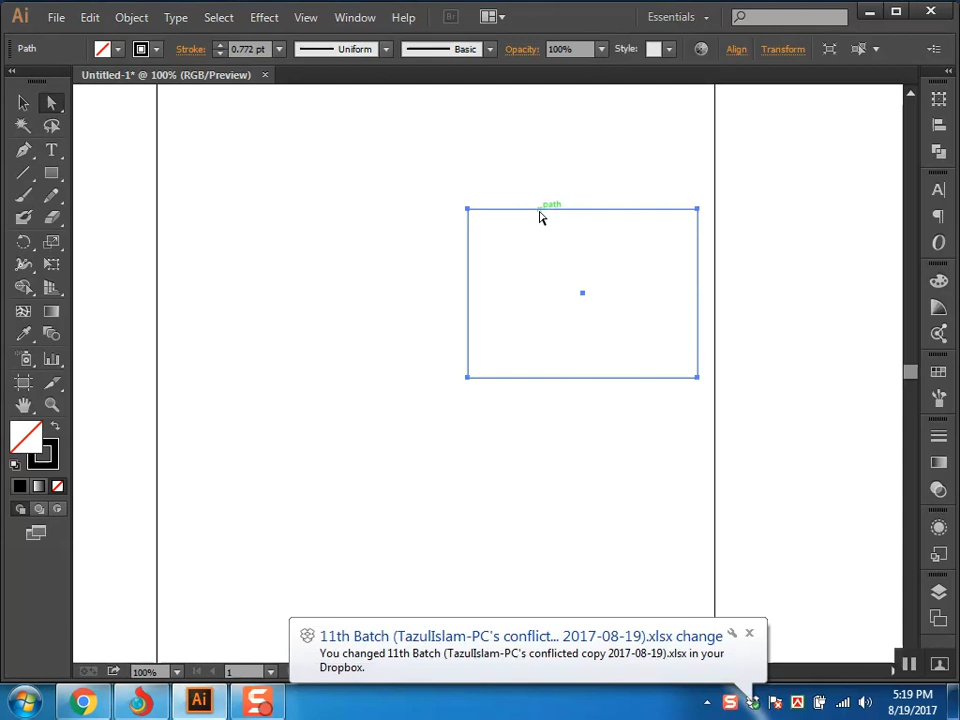 Ai File Edit Object Type Select Effect View Window Help Br Essentials
Path Stroke: 0.772 pt Uniform Basic Opacity: 100% Style: Align Transform
Untitled-1* @ 100% (RGB/Preview) ×
path
100% 1
11th Batch (TazulIslam-PC's conflict... 2017-08-19).xlsx change
You changed 11th Batch (TazulIslam-PC's conflicted copy 2017-08-19).xlsx in your
Dropbox.
Ai
5:19 PM
8/19/2017